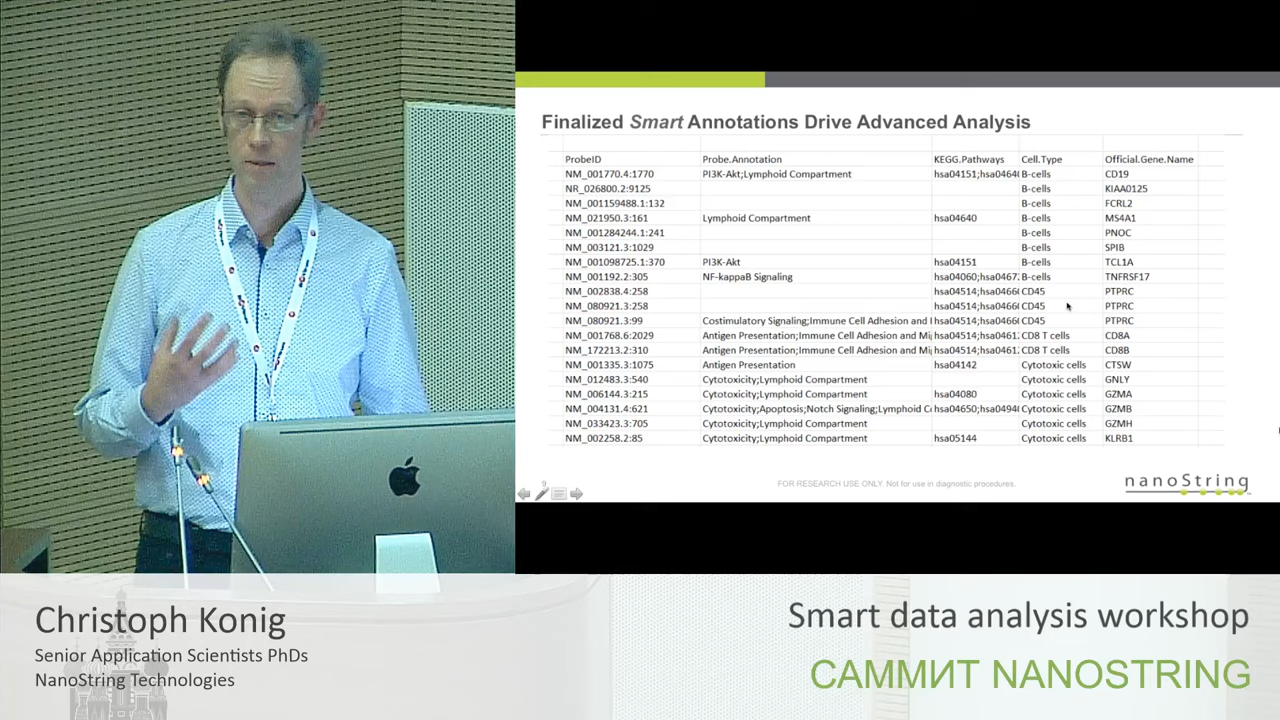 Finalized Smart Annotations Drive Advanced Analysis
ProbeID Probe.Annotation KEGG.Pathways Cell.Type Official.Gene.Name
NM_001770.4:1770 PI3K-Akt;Lymphoid Compartment hsa04151;hsa0464 B-cells CD19
NR_026800.2:9125 B-cells KIAA0125
NM_001159488.1:132 B-cells FCRL2
NM_021950.3:161 Lymphoid Compartment hsa04640 B-cells MS4A1
NM_001284244.1:241 B-cells PNOC
NM_003121.3:1029 B-cells SPIB
NM_001098725.1:370 PI3K-Akt hsa04151 B-cells TCL1A
NM_001192.2:305 NF-kappaB Signaling hsa04060;hsa0467 B-cells TNFRSF17
NM_002838.4:258 hsa04514;hsa0466 CD45 PTPRC
NM_080921.3:258 hsa04514;hsa0466 CD45 PTPRC
NM_080921.3:99 Costimulatory Signaling;Immune Cell Adhesion and hsa04514;hsa0466 CD45 PTPRC
NM_001768.6:2029 Antigen Presentation;Immune Cell Adhesion and Mi hsa04514;hsa0461 CD8 T cells CD8A
NM_172213.2:310 Antigen Presentation;Immune Cell Adhesion and Mi hsa04514;hsa0461 CD8 T cells CD8B
NM_001335.3:1075 Antigen Presentation hsa04142 Cytotoxic cells CTSW
NM_012483.3:540 Cytotoxicity;Lymphoid Compartment Cytotoxic cells GNLY
NM_006144.3:215 Cytotoxicity;Lymphoid Compartment hsa04080 Cytotoxic cells GZMA
NM_004131.4:621 Cytotoxicity;Apoptosis;Notch Signaling;Lymphoid C hsa04650;hsa0494 Cytotoxic cells GZMB
NM_033423.3:705 Cytotoxicity;Lymphoid Compartment Cytotoxic cells GZMH
NM_002258.2:85 Cytotoxicity;Lymphoid Compartment hsa05144 Cytotoxic cells KLRB1
FOR RESEARCH USE ONLY. Not for use in diagnostic procedures.
nanoString
Christoph Konig
Senior Application Scientists PhDs
NanoString Technologies
Smart data analysis workshop
САММИТ NANOSTRING